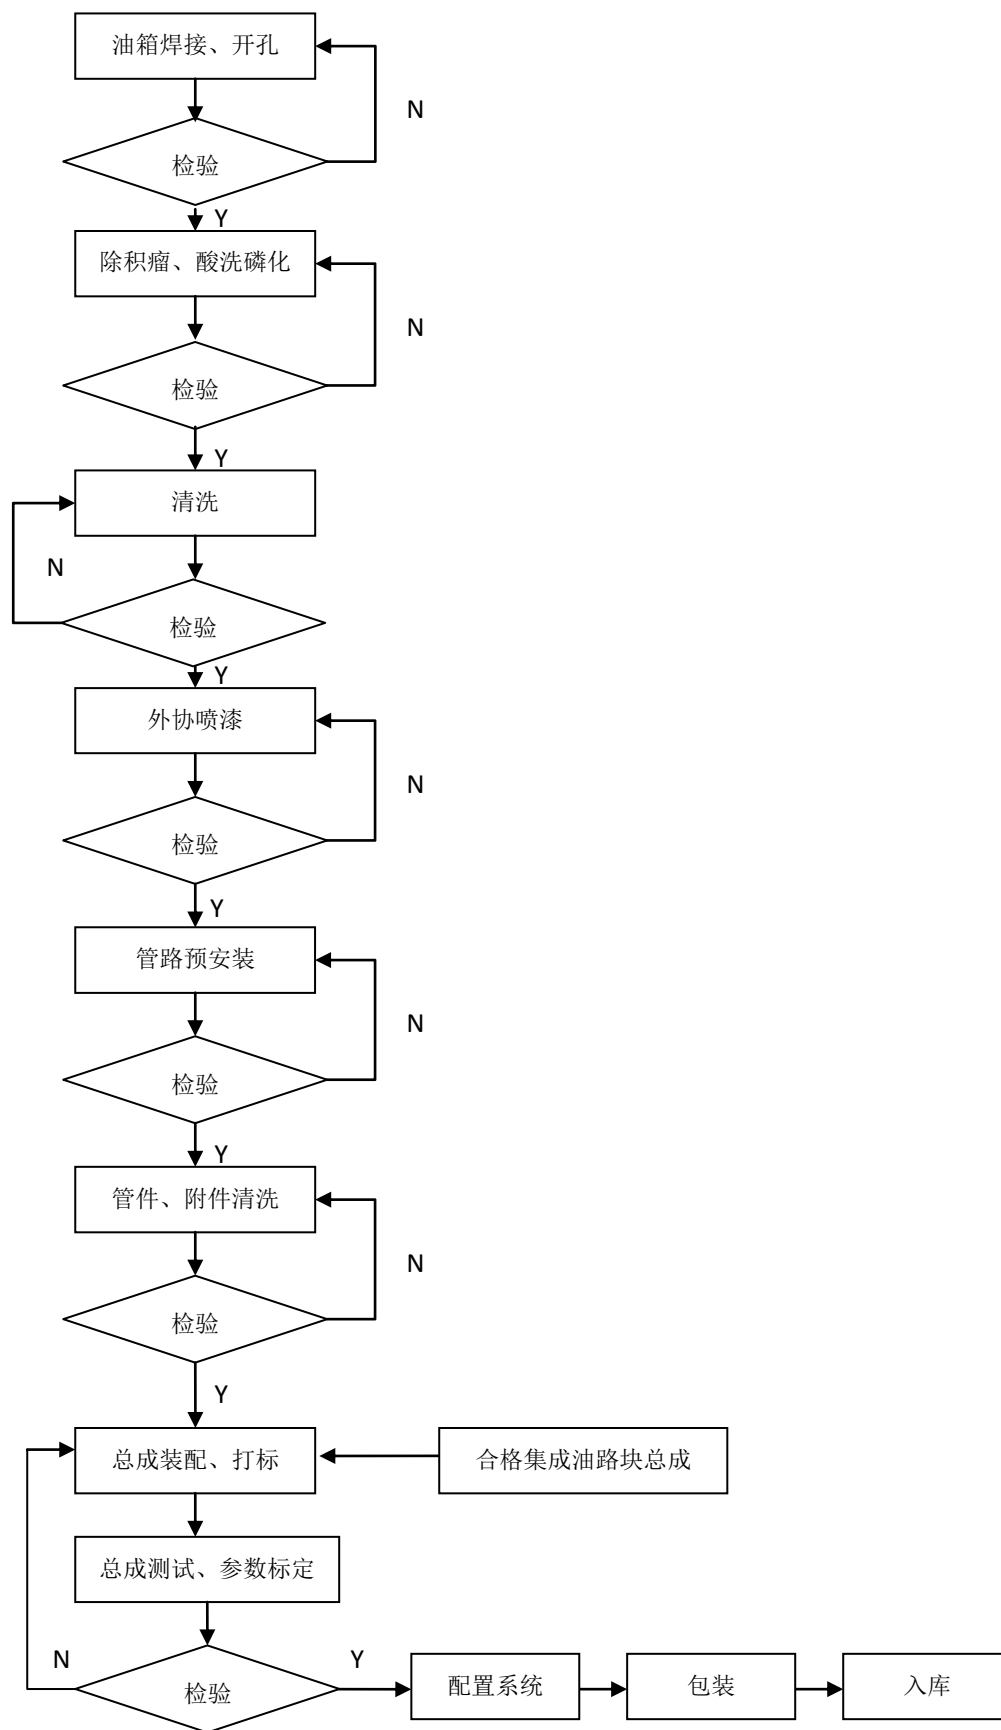 油箱焊接、开孔
N
检验
Y
除积瘤、酸洗磷化
N
检验
Y
清洗
N
检验
Y
外协喷漆
N
检验
Y
管路预安装
N
检验
Y
管件、附件清洗
N
检验
Y
总成装配、打标
合格集成油路块总成
总成测试、参数标定
N
Y
检验
配置系统
包装
入库